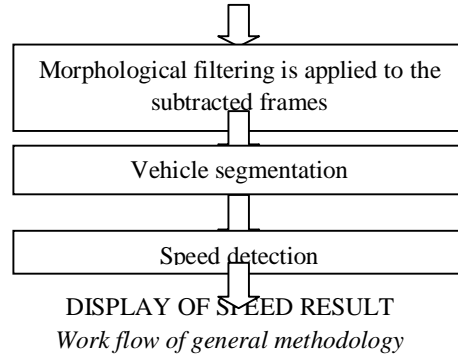 Morphological filtering is applied to the
subtracted frames
Vehicle segmentation
Speed detection
DISPLAY OF SPEED RESULT
Work flow of general methodology